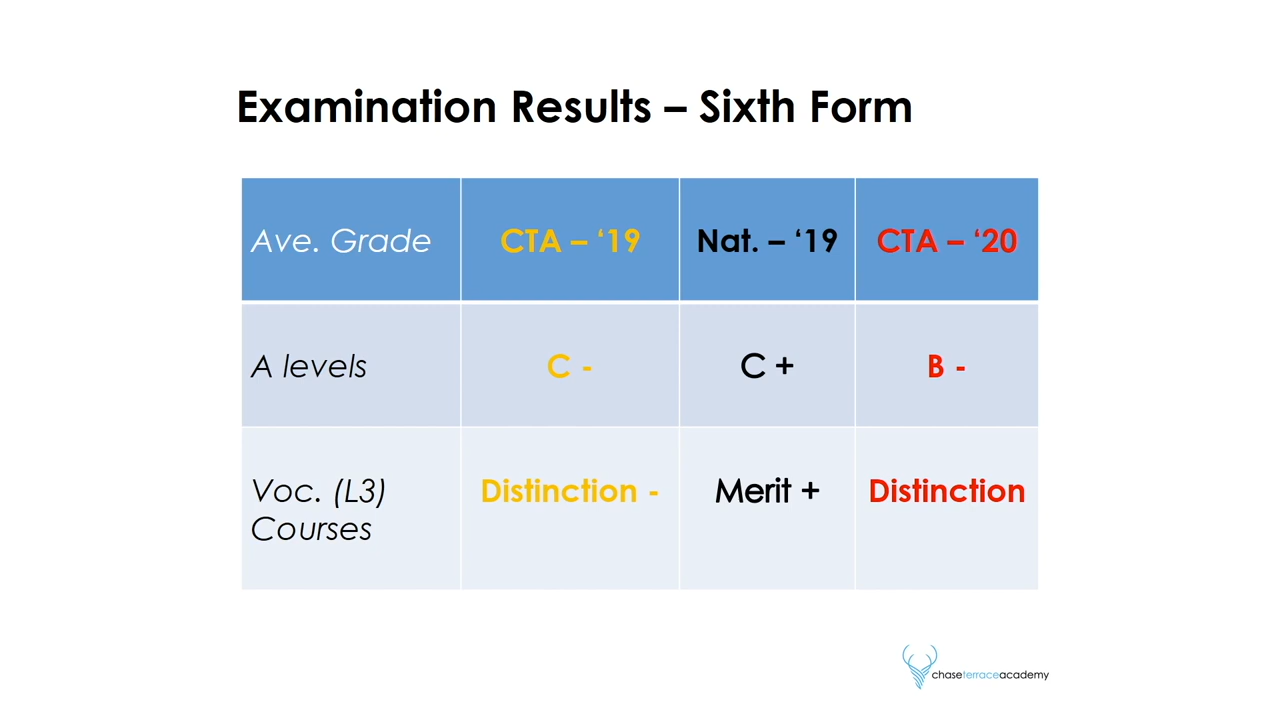 Examination Results – Sixth Form
Ave. Grade CTA – ‘19 Nat. – ‘19 CTA – ‘20
A levels C - C + B -
Voc. (L3) Distinction - Merit + Distinction
Courses
chaseterraceacademy